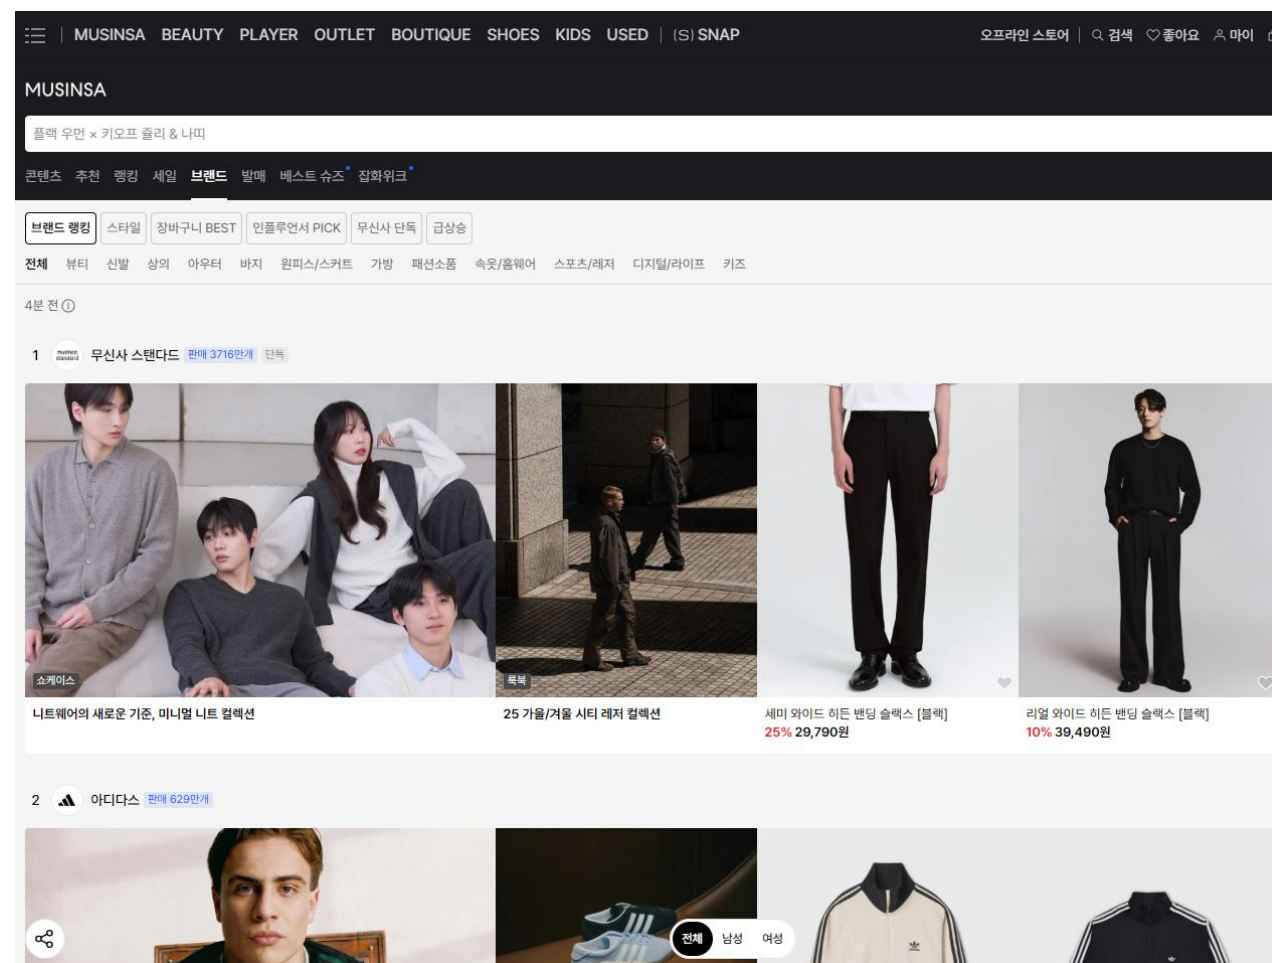 MUSINSA BEAUTY PLAYER OUTLET BOUTIQUE SHOES KIDS USED (S) SNAP 오프라인 스토어 검색 좋아요 마이
MUSINSA
플랙 우먼 × 키오프 쥴리 & 나띠
콘텐츠 추천 랭킹 세일 브랜드 발매 베스트 슈즈 잡화위크
브랜드 랭킹 스타일 장바구니 BEST 인플루언서 PICK 무신사 단독 급상승
전체 뷰티 신발 상의 아우터 바지 원피스/스커트 가방 패션소품 속옷/홈웨어 스포츠/레저 디지털/라이프 키즈
4분 전
1 musinsa standard 무신사 스탠다드 판매 3716만개 단독
쇼케이스 룩북
니트웨어의 새로운 기준, 미니멀 니트 컬렉션 25 가을/겨울 시티 레저 컬렉션 세미 와이드 히든 밴딩 슬랙스 [블랙] 리얼 와이드 히든 밴딩 슬랙스 [블랙]
25% 29,790원 10% 39,490원
2 아디다스 판매 629만개
전체 남성 여성